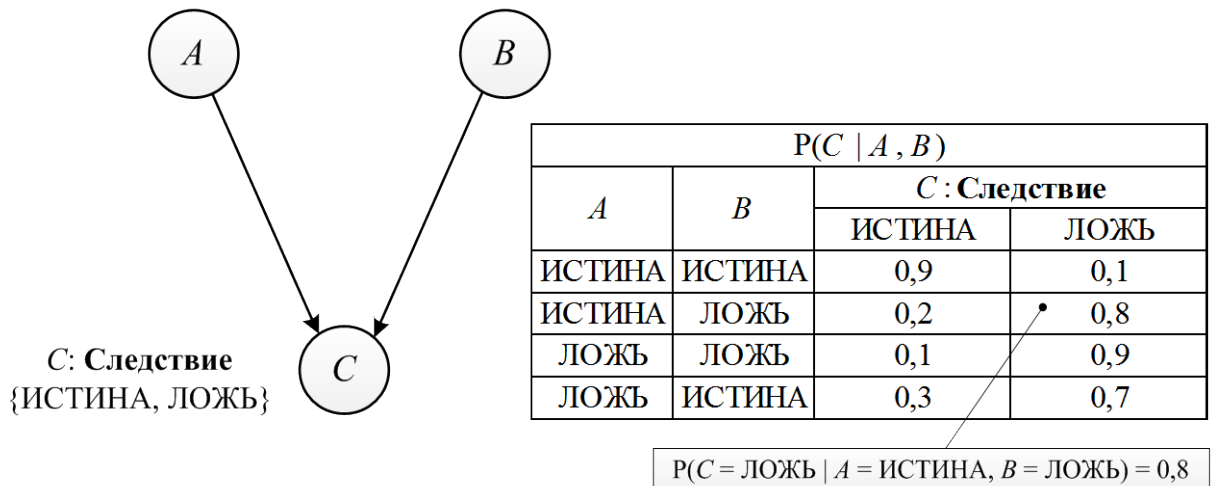 A
B
C: Следствие
{ИСТИНА, ЛОЖЬ}
C
P(C | A , B )
A B C : Следствие
ИСТИНА ЛОЖЬ
ИСТИНА ИСТИНА 0,9 0,1
ИСТИНА ЛОЖЬ 0,2 0,8
ЛОЖЬ ЛОЖЬ 0,1 0,9
ЛОЖЬ ИСТИНА 0,3 0,7
P(C = ЛОЖЬ | A = ИСТИНА, B = ЛОЖЬ) = 0,8